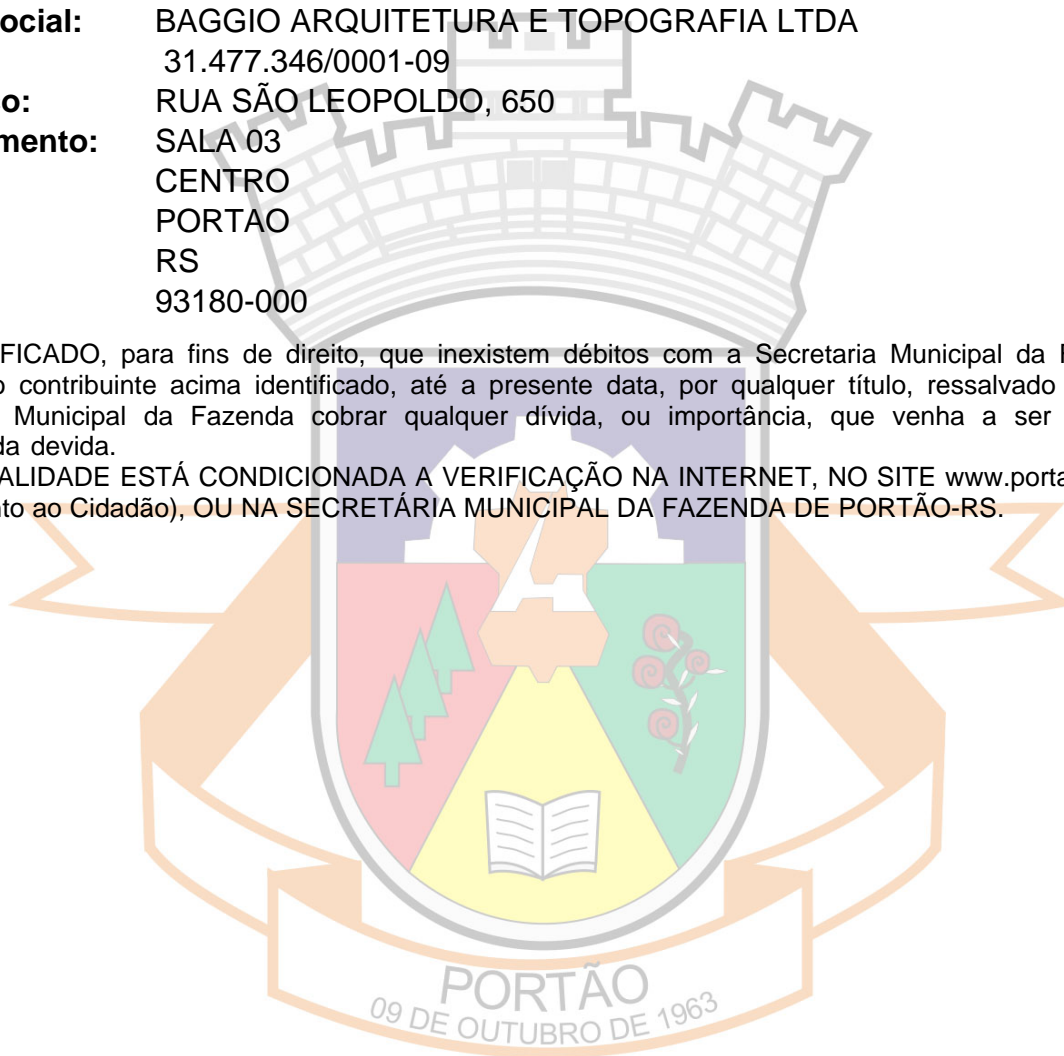 ocial: BAGGIO ARQUITETURA E TOPOGRAFIA LTDA
31.477.346/0001-09
o: RUA SÃO LEOPOLDO, 650
mento: SALA 03
CENTRO
PORTAO
RS
93180-000
FICADO, para fins de direito, que inexistem débitos com a Secretaria Municipal da
o contribuinte acima identificado, até a presente data, por qualquer título, ressalvado
Municipal da Fazenda cobrar qualquer dívida, ou importância, que venha a ser
da devida.
ALIDADE ESTÁ CONDICIONADA A VERIFICAÇÃO NA INTERNET, NO SITE www.porta
nto ao Cidadão), OU NA SECRETÁRIA MUNICIPAL DA FAZENDA DE PORTÃO-RS.
PORTÃO
09 DE OUTUBRO DE 1963